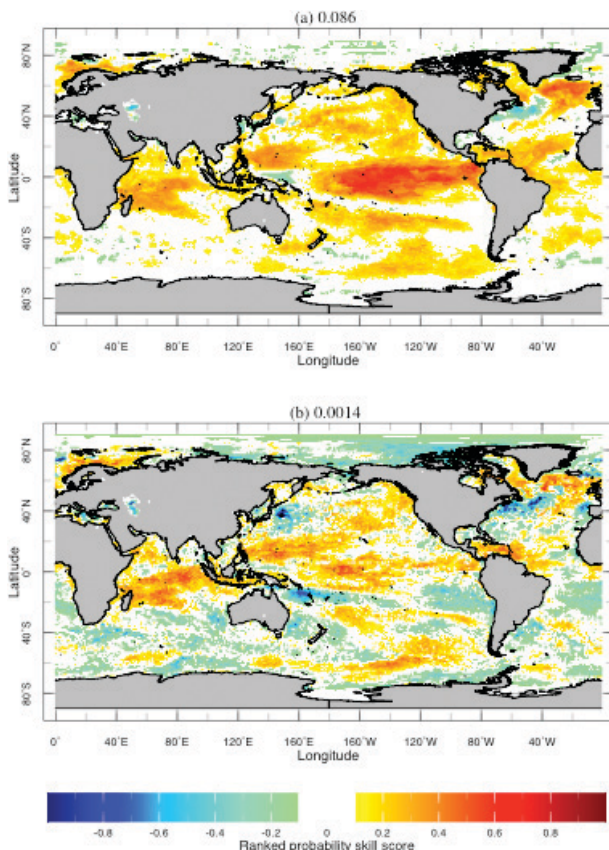 (a) 0.086
80˚N
40˚N
0˚
40˚S
80˚S
Latitude
0˚ 40˚E 80˚E 120˚E 160˚E 160˚W 120˚W 80˚W 40˚W
Longitude
(b) 0.0014
80˚N
40˚N
0˚
40˚S
80˚S
Latitude
0˚ 40˚E 80˚E 120˚E 160˚E 160˚W 120˚W 80˚W 40˚W
Longitude
-0.8 -0.6 -0.4 -0.2 0 0.2 0.4 0.6 0.8
Ranked probability skill score